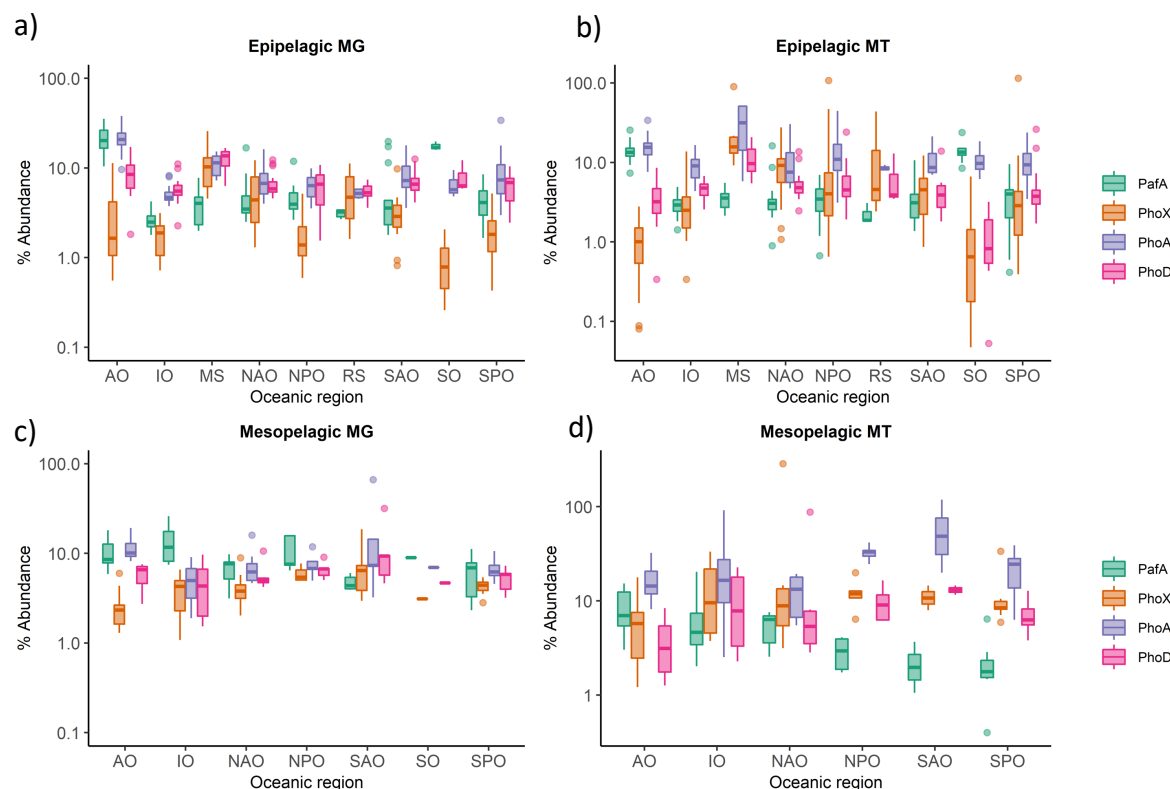 a)
Epipelagic MG
100.0
10.0
1.0
0.1
% Abundance
AO IO MS NAO NPO RS SAO SO SPO
Oceanic region
b)
Epipelagic MT
100.0
10.0
1.0
0.1
% Abundance
AO IO MS NAO NPO RS SAO SO SPO
Oceanic region
PafA
PhoX
PhoA
PhoD
c)
Mesopelagic MG
100.0
10.0
1.0
0.1
% Abundance
AO IO NAO NPO SAO SO SPO
Oceanic region
d)
Mesopelagic MT
100
10
1
% Abundance
AO IO NAO NPO SAO SPO
Oceanic region
PafA
PhoX
PhoA
PhoD